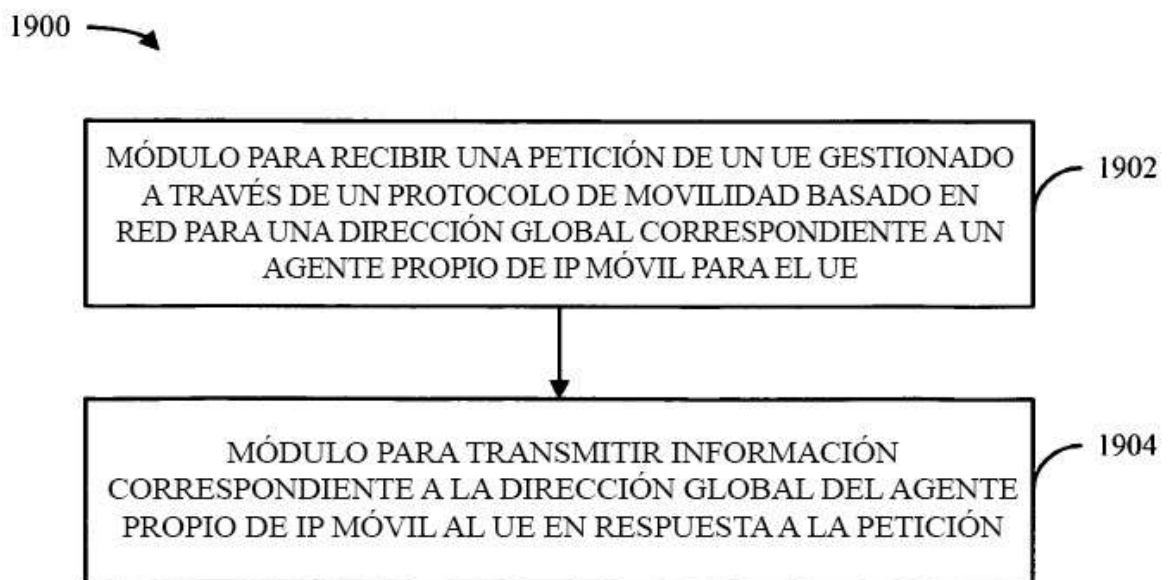 1900
MÓDULO PARA RECIBIR UNA PETICIÓN DE UN UE GESTIONADO
A TRAVÉS DE UN PROTOCOLO DE MOVILIDAD BASADO EN
RED PARA UNA DIRECCIÓN GLOBAL CORRESPONDIENTE A UN
AGENTE PROPIO DE IP MÓVIL PARA EL UE
1902
MÓDULO PARA TRANSMITIR INFORMACIÓN
CORRESPONDIENTE A LA DIRECCIÓN GLOBAL DEL AGENTE
PROPIO DE IP MÓVIL AL UE EN RESPUESTA A LA PETICIÓN
1904